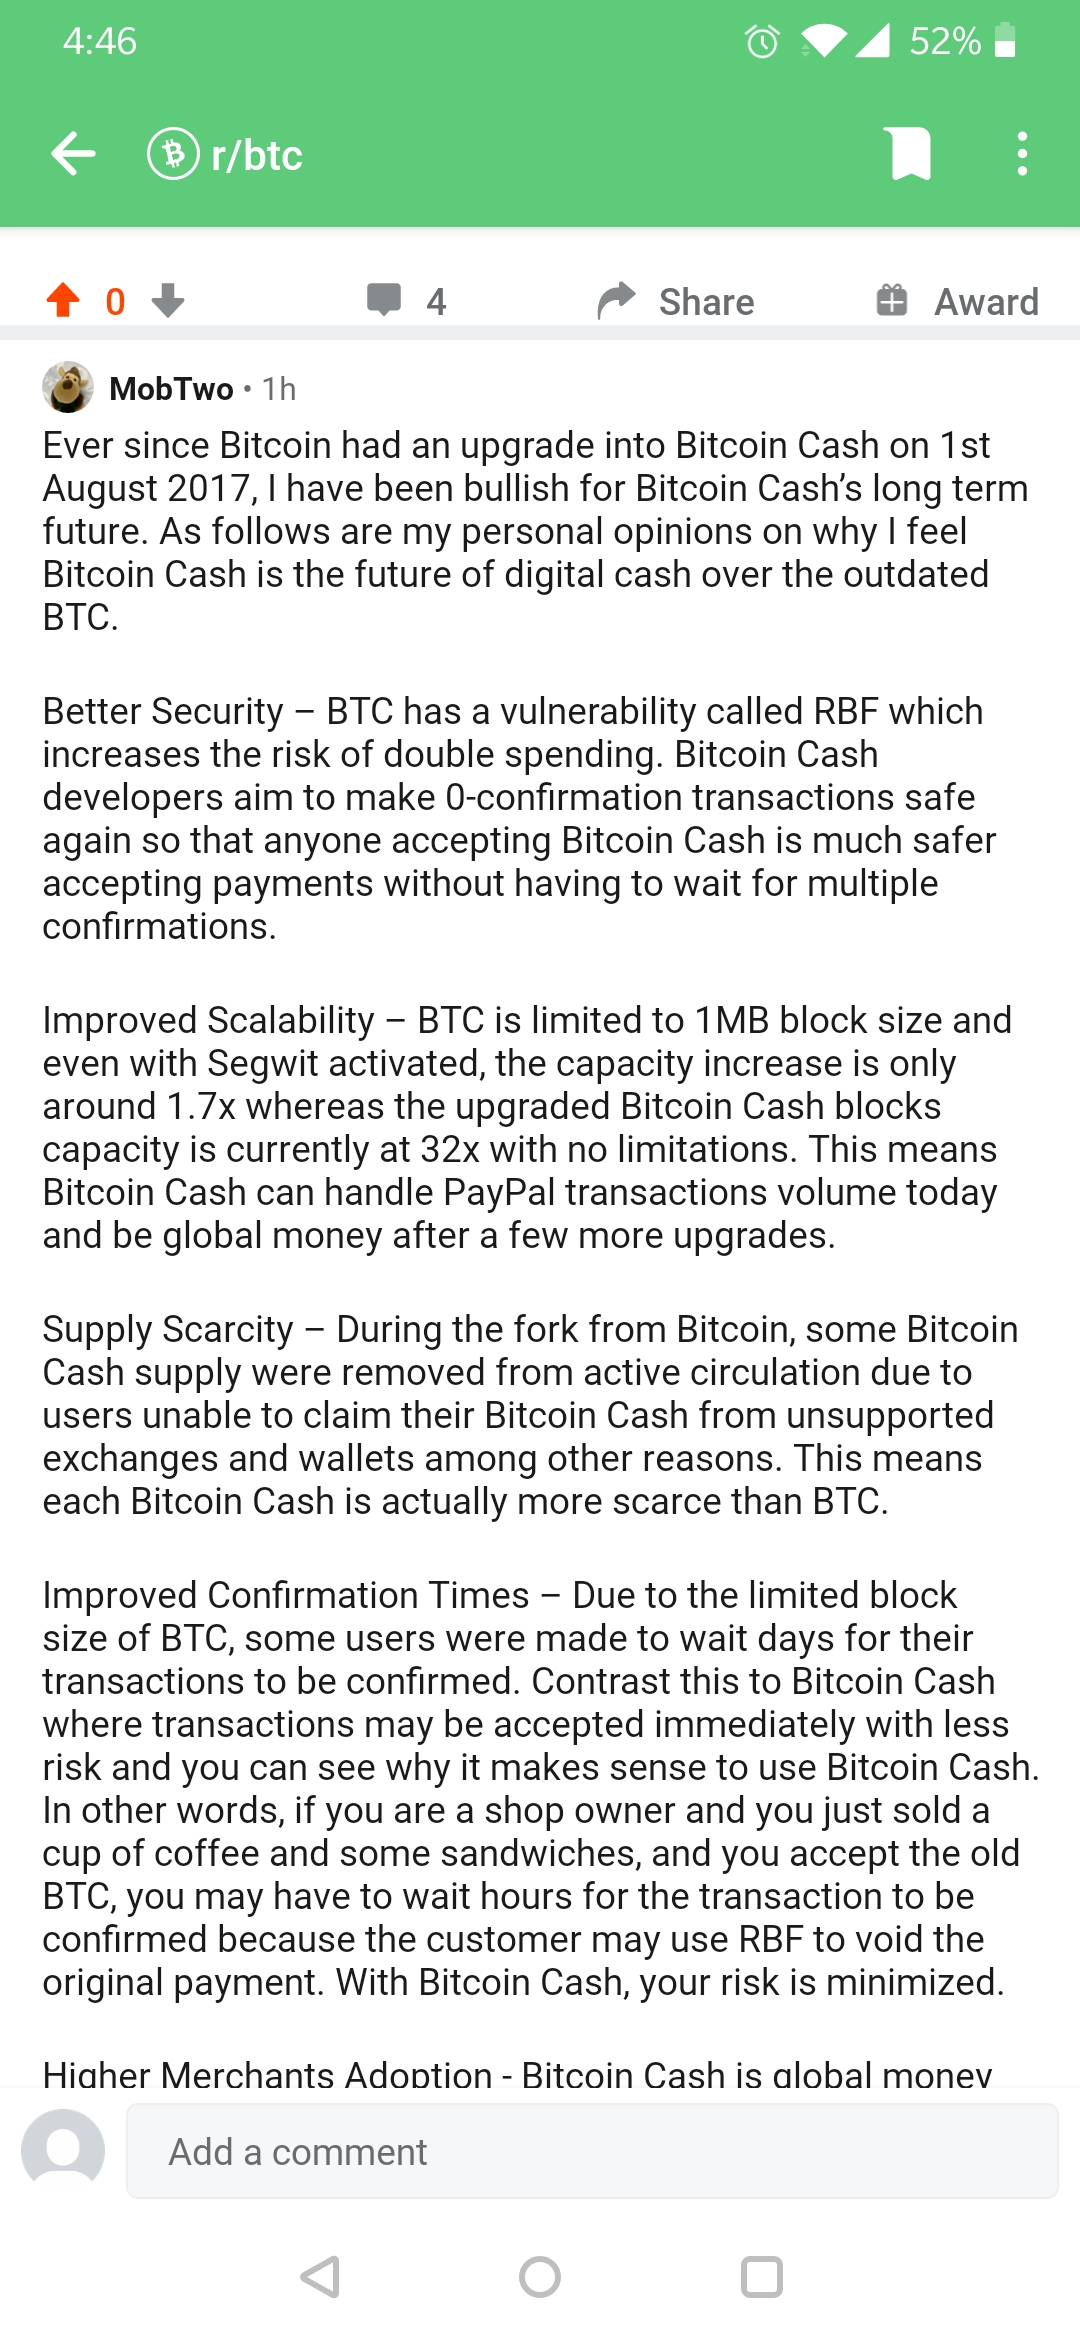 4:46
52%
r/btc
0
4
Share
Award
MobTwo • 1h
Ever since Bitcoin had an upgrade into Bitcoin Cash on 1st
August 2017, I have been bullish for Bitcoin Cash’s long term
future. As follows are my personal opinions on why I feel
Bitcoin Cash is the future of digital cash over the outdated
BTC.
Better Security – BTC has a vulnerability called RBF which
increases the risk of double spending. Bitcoin Cash
developers aim to make 0-confirmation transactions safe
again so that anyone accepting Bitcoin Cash is much safer
accepting payments without having to wait for multiple
confirmations.
Improved Scalability – BTC is limited to 1MB block size and
even with Segwit activated, the capacity increase is only
around 1.7x whereas the upgraded Bitcoin Cash blocks
capacity is currently at 32x with no limitations. This means
Bitcoin Cash can handle PayPal transactions volume today
and be global money after a few more upgrades.
Supply Scarcity – During the fork from Bitcoin, some Bitcoin
Cash supply were removed from active circulation due to
users unable to claim their Bitcoin Cash from unsupported
exchanges and wallets among other reasons. This means
each Bitcoin Cash is actually more scarce than BTC.
Improved Confirmation Times – Due to the limited block
size of BTC, some users were made to wait days for their
transactions to be confirmed. Contrast this to Bitcoin Cash
where transactions may be accepted immediately with less
risk and you can see why it makes sense to use Bitcoin Cash.
In other words, if you are a shop owner and you just sold a
cup of coffee and some sandwiches, and you accept the old
BTC, you may have to wait hours for the transaction to be
confirmed because the customer may use RBF to void the
original payment. With Bitcoin Cash, your risk is minimized.
Higher Merchants Adoption - Bitcoin Cash is global money
Add a comment